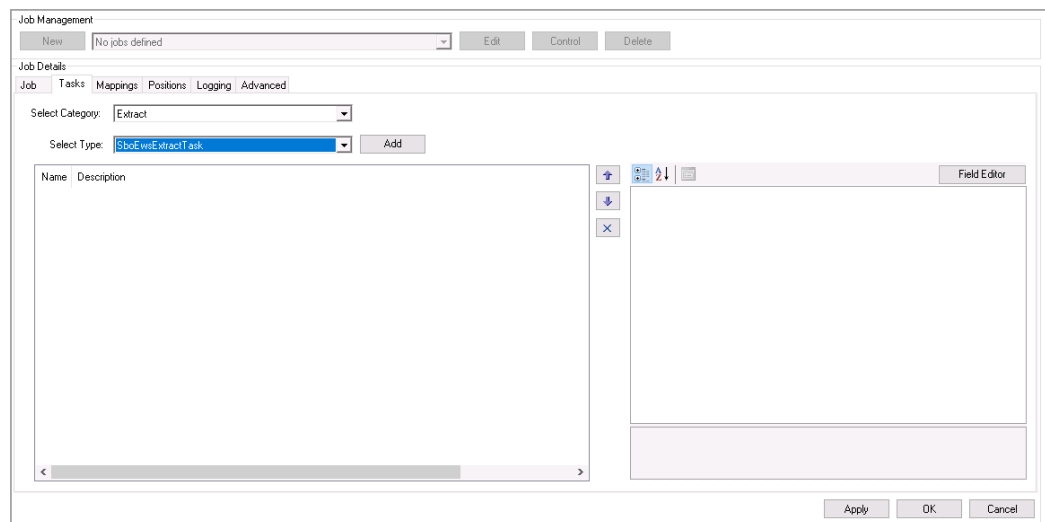 Job Management
New No jobs defined Edit Control Delete
Job Details
Job Tasks Mappings Positions Logging Advanced
Select Category: Extract
Select Type: SboEwsExtractTask Add
Name Description
Field Editor
Apply OK Cancel